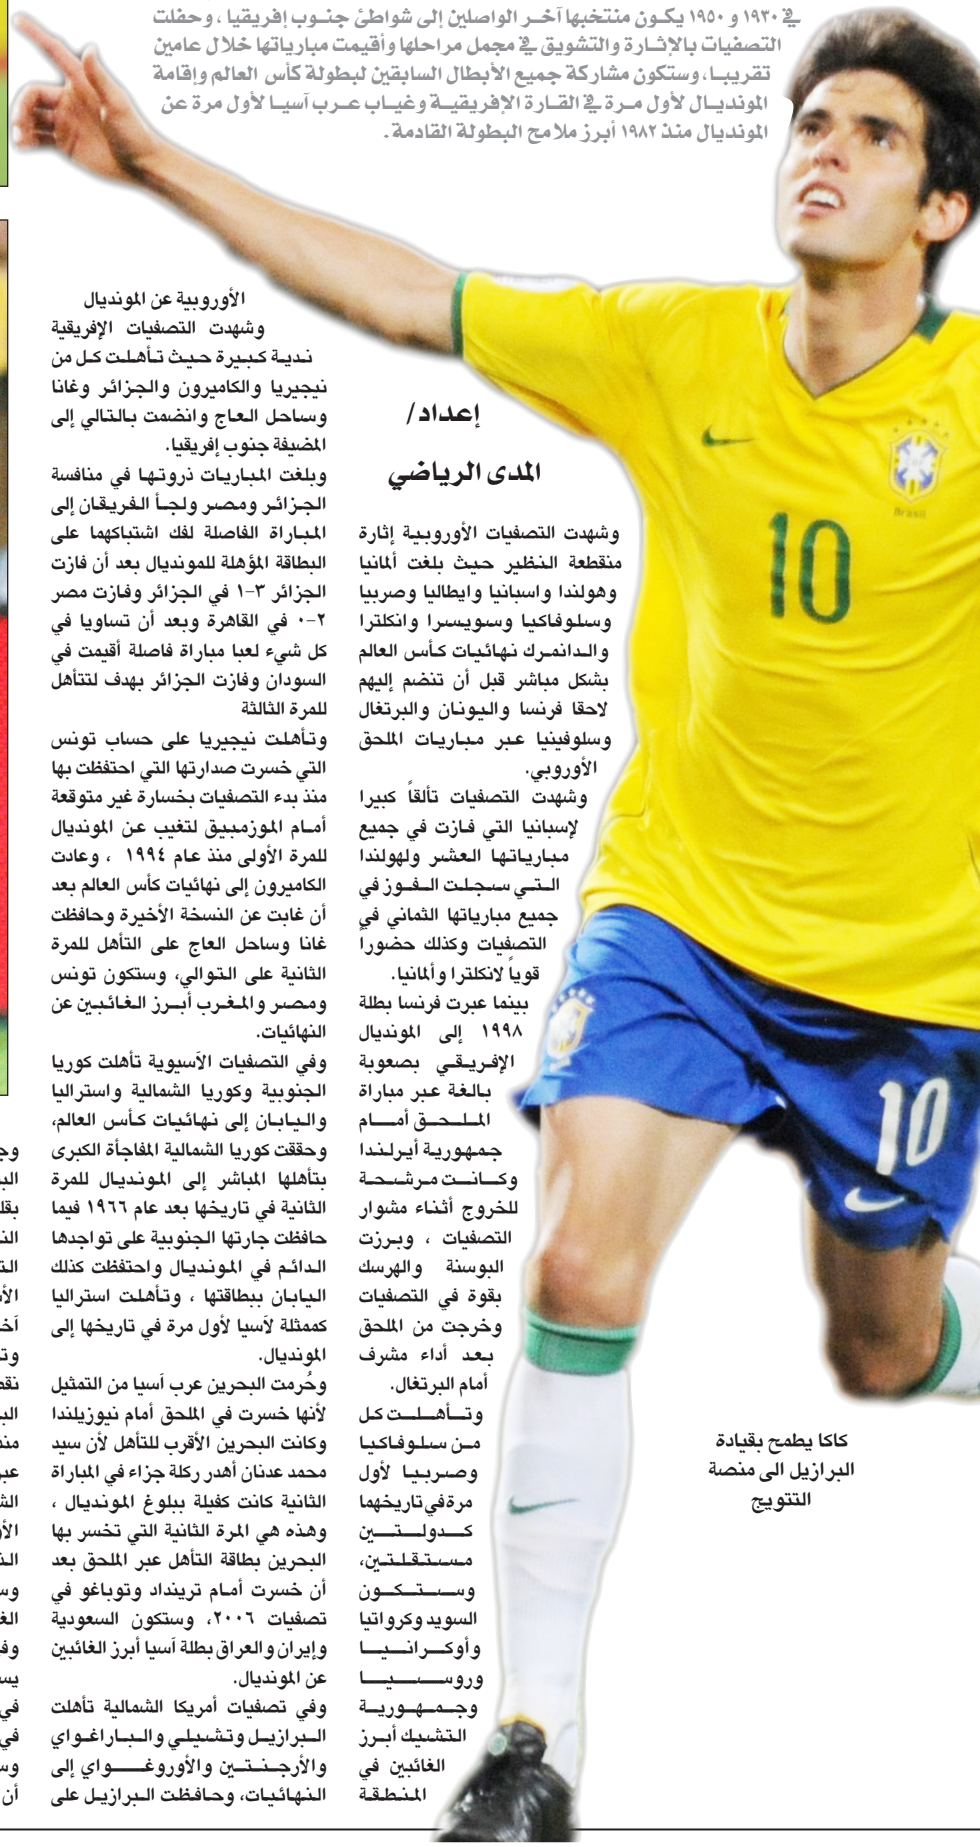 في ١٩٣٠ و ١٩٥٠ يكون منتخبها آخر الواصلين إلى شواطئ جنوب إفريقيا ، وحفلت
التصفيات بالإثارة والتشويق في مجمل مراحلها وأقيمت مبارياتها خلال عامين
تقريبا، وستكون مشاركة جميع الأبطال السابقين لبطولة كأس العالم وإقامة
المونديال لأول مرة في القارة الإفريقية وغياب عرب آسيا لأول مرة عن
المونديال منذ ١٩٨٢ أبرز ملامح البطولة القادمة.
إعداد/
المدى الرياضي
وشهدت التصفيات الأوروبية إثارة
منقطعة النظير حيث بلغت ألمانيا
وهولندا واسبانيا وايطاليا وصربيا
وسلوفاكيا وسويسرا وانكلترا
والدانمرك نهائيات كأس العالم
بشكل مباشر قبل أن تنضم إليهم
لاحقا فرنسا واليونان والبرتغال
وسلوفينيا عبر مباريات الملحق
الأوروبي.
وشهدت التصفيات تألقاً كبيرا
لإسبانيا التي فازت في جميع
مبارياتها العشر ولهولندا
التي سجلت الفوز في
جميع مبارياتها الثماني في
التصفيات وكذلك حضوراً
قوياً لانكلترا وألمانيا.
بينما عبرت فرنسا بطلة
١٩٩٨ إلى المونديال
الإفريقي بصعوبة
بالغة عبر مباراة
الملحق أمام
جمهورية أيرلندا
وكانت مرشحة
للخروج أثناء مشوار
التصفيات ، وبرزت
البوسنة والهرسك
بقوة في التصفيات
وخرجت من الملحق
بعد أداء مشرف
أمام البرتغال.
وتأهلت كل
من سلوفاكيا
وصربيا لأول
مرة في تاريخهما
كدولتين
مستقلتين،
وستكون
السويد وكرواتيا
وأوكرانيا
وروسيا
وجمهورية
التشيك أبرز
الغائبين في
المنطقة
الأوروبية عن المونديال
وشهدت التصفيات الإفريقية
ندية كبيرة حيث تأهلت كل من
نيجيريا والكاميرون والجزائر وغانا
وساحل العاج وانضمت بالتالي إلى
المضيفة جنوب إفريقيا.
وبلغت المباريات ذروتها في منافسة
الجزائر ومصر ولجأ الفريقان إلى
المباراة الفاصلة لفك اشتباكهما على
البطاقة المؤهلة للمونديال بعد أن فازت
الجزائر ٣-١ في الجزائر وفازت مصر
٢-٠ في القاهرة وبعد أن تساويا في
كل شيء لعبا مباراة فاصلة أقيمت في
السودان وفازت الجزائر بهدف لتتأهل
للمرة الثالثة
وتأهلت نيجيريا على حساب تونس
التي خسرت صدارتها التي احتفظت بها
منذ بدء التصفيات بخسارة غير متوقعة
أمام الموزمبيق لتغيب عن المونديال
للمرة الأولى منذ عام ١٩٩٤ ، وعادت
الكاميرون إلى نهائيات كأس العالم بعد
أن غابت عن النسخة الأخيرة وحافظت
غانا وساحل العاج على التأهل للمرة
الثانية على التوالي، وستكون تونس
ومصر والمغرب أبرز الغائبين عن
النهائيات.
وفي التصفيات الآسيوية تأهلت كوريا
الجنوبية وكوريا الشمالية واستراليا
واليابان إلى نهائيات كأس العالم،
وحققت كوريا الشمالية المفاجأة الكبرى
بتأهلها المباشر إلى المونديال للمرة
الثانية في تاريخها بعد عام ١٩٦٦ فيما
حافظت جارتها الجنوبية على تواجدها
الدائم في المونديال واحتفظت كذلك
اليابان ببطاقتها ، وتأهلت استراليا
كممثلة لآسيا لأول مرة في تاريخها إلى
المونديال.
وحُرمت البحرين عرب آسيا من التمثيل
لأنها خسرت في الملحق أمام نيوزيلندا
وكانت البحرين الأقرب للتأهل لأن سيد
محمد عدنان أهدر ركلة جزاء في المباراة
الثانية كانت كفيلة ببلوغ المونديال ،
وهذه هي المرة الثانية التي تخسر بها
البحرين بطاقة التأهل عبر الملحق بعد
أن خسرت أمام ترينداد وتوباغو في
تصفيات ٢٠٠٦، وستكون السعودية
وإيران والعراق بطلة آسيا أبرز الغائبين
عن المونديال.
وفي تصفيات أمريكا الشمالية تأهلت
البرازيل وتشيلي والباراغواي
والأرجنتين والأوروغواي إلى
النهائيات، وحافظت البرازيل على
كاكا يطمح بقيادة
البرازيل الى منصة
التتويج
Brasil
10
10